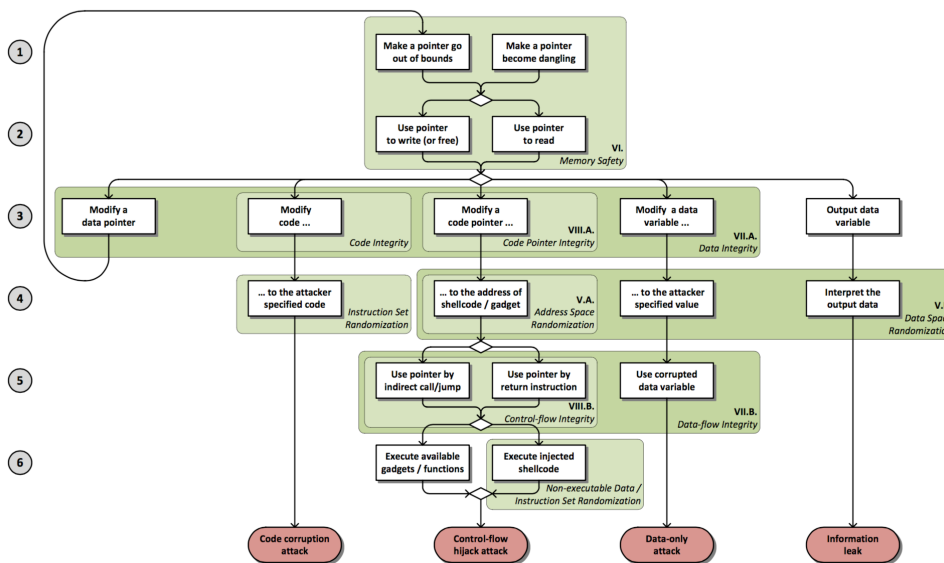 1
Make a pointer go
out of bounds
Make a pointer
become dangling
2
Use pointer
to write (or free)
Use pointer
to read
VI.
Memory Safety
3
Modify a
data pointer
Modify
code ...
Code Integrity
Modify a
code pointer ...
VIII.A.
Code Pointer Integrity
Modify a data
variable ...
VII.A.
Data Integrity
Output data
variable
4
... to the attacker
specified code
Instruction Set
Randomization
... to the address of
shellcode / gadget
V.A.
Address Space
Randomization
... to the attacker
specified value
Interpret the
output data
V.
Data Spac
Randomization
5
Use pointer by
indirect call/jump
Use pointer by
return instruction
VIII.B.
Control-flow Integrity
Use corrupted
data variable
VII.B.
Data-flow Integrity
6
Execute available
gadgets / functions
Execute injected
shellcode
Non-executable Data /
Instruction Set Randomization
Code corruption
attack
Control-flow
hijack attack
Data-only
attack
Information
leak